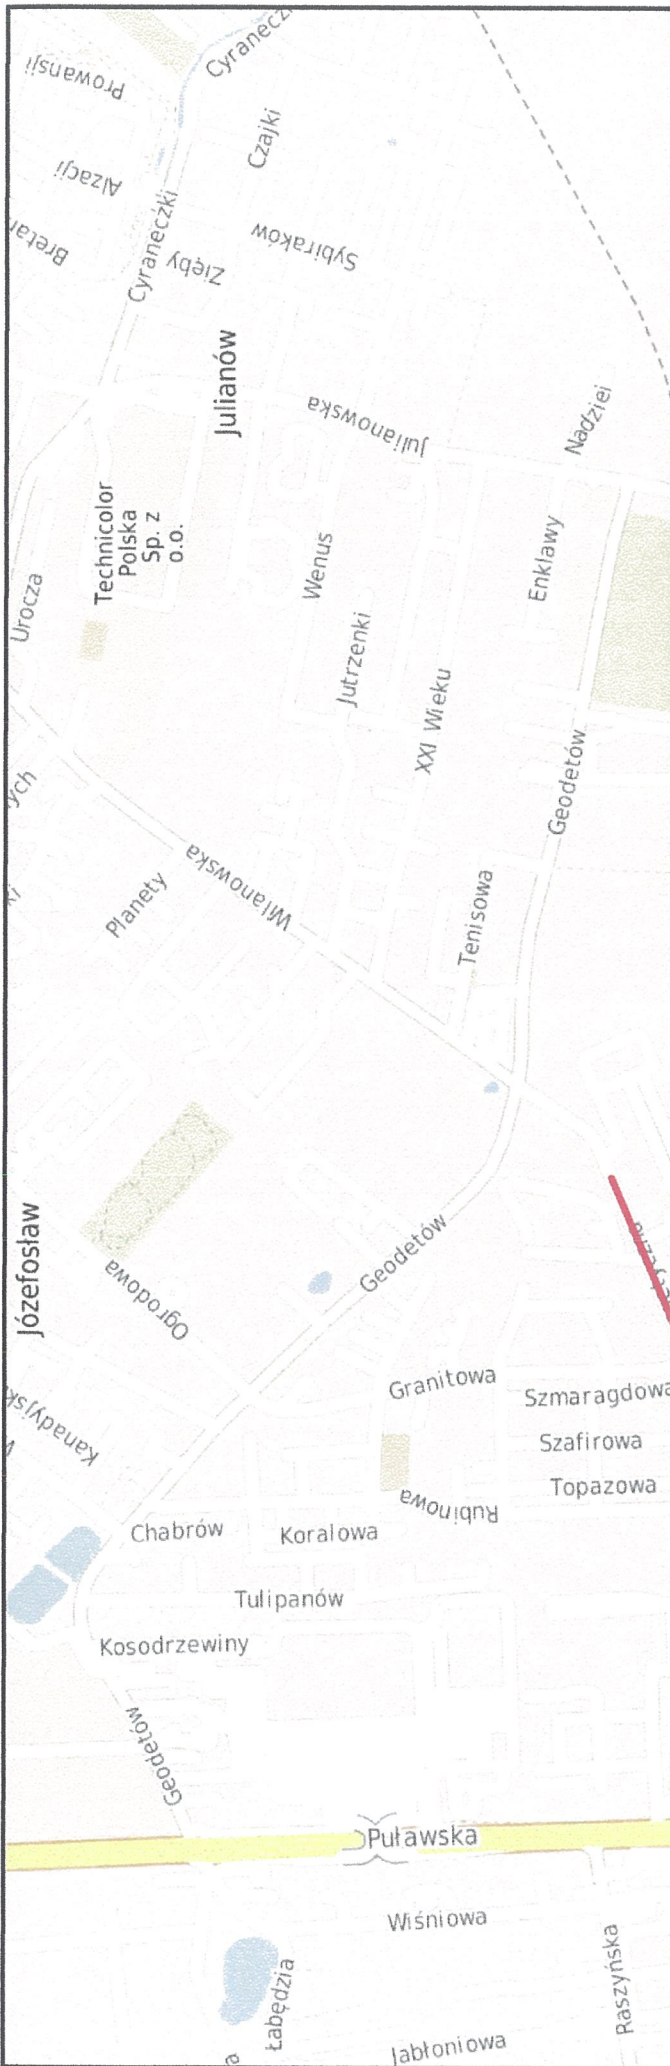 Cyraneczki
Prowansji
Czajki
Alzacji
Cyraneczki
Sybiraków
Zięby
Julianów
Julianowska
Nadziei
Technicolor
Polska
Sp. z
o.o.
Wenus
Enklawy
Urocza
Jutrzenki
XXI Wieku
Geodetów
ych
Wilanowska
Planety
Tenisowa
Józefosław
Geodetów
Ogrodowa
Granitowa
Szmaragdowa
Kanadyjski
Szafirowa
Topazowa
Rubinowa
Chabrów
Koralowa
Tulipanów
Kosodrzewiny
Geodetów
Puławska
Wiśniowa
Raszyńska
Łabędzia
Jabłoniowa
a